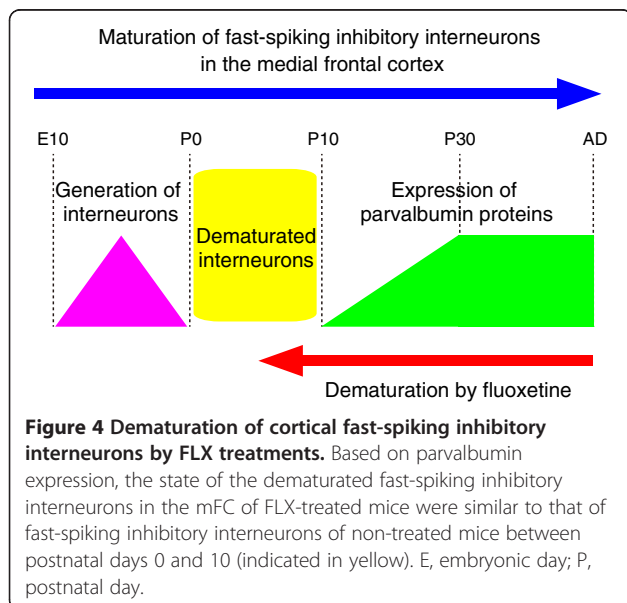 Maturation of fast-spiking inhibitory interneurons
in the medial frontal cortex
E10 P0 P10 P30 AD
Generation of
interneurons
Dematurated
interneurons
Expression of
parvalbumin proteins
Dematuration by fluoxetine
Figure 4 Dematuration of cortical fast-spiking inhibitory
interneurons by FLX treatments. Based on parvalbumin
expression, the state of the dematurated fast-spiking inhibitory
interneurons in the mFC of FLX-treated mice were similar to that of
fast-spiking inhibitory interneurons of non-treated mice between
postnatal days 0 and 10 (indicated in yellow). E, embryonic day; P,
postnatal day.